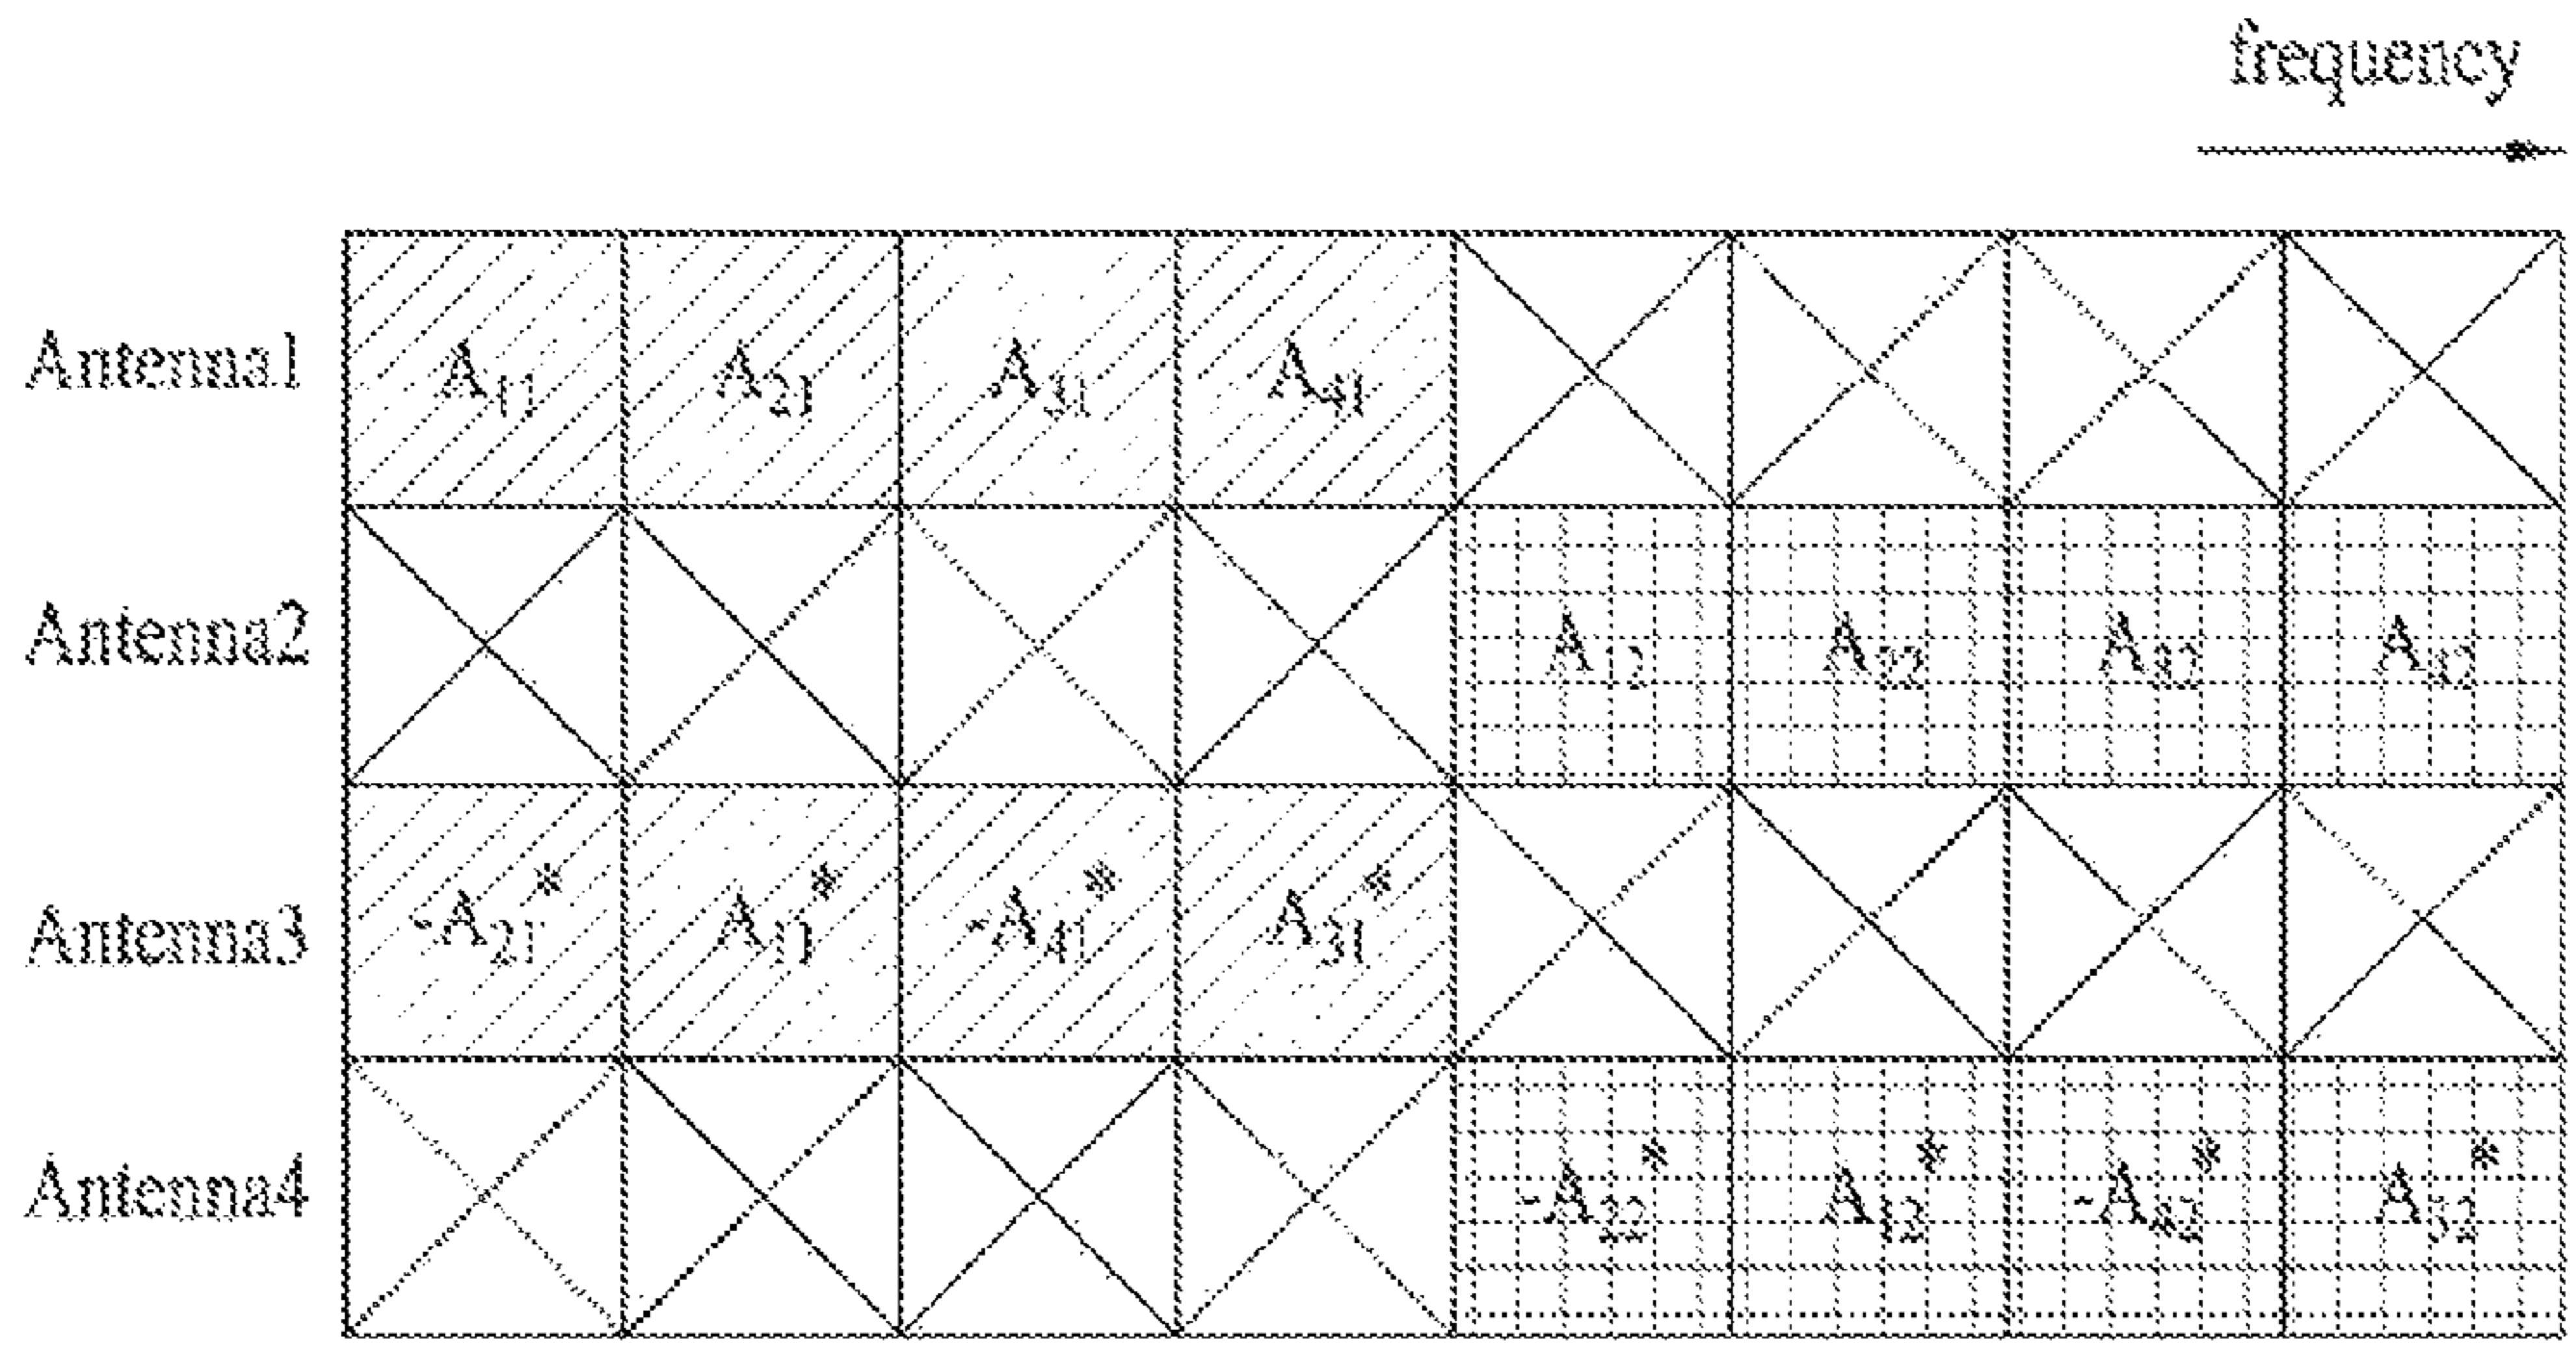 frequency
Antenna1 A11 A21 A31 A41
Antenna2 A12 A22 A32 A42
Antenna3 -A21* A11* -A41* A31*
Antenna4 -A22* A12* -A42* A32*